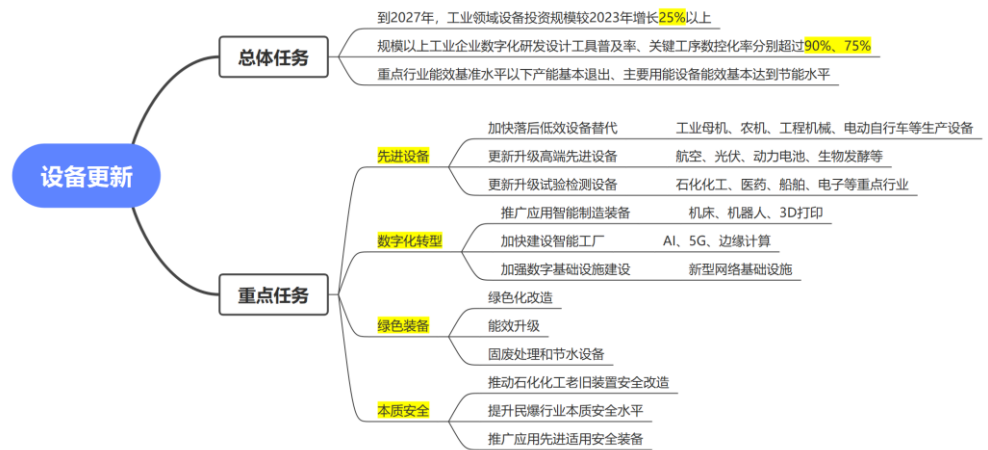 设备更新
总体任务
到2027年，工业领域设备投资规模较2023年增长25%以上
规模以上工业企业数字化研发设计工具普及率、关键工序数控化率分别超过90%、75%
重点行业能效基准水平以下产能基本退出、主要用能设备能效基本达到节能水平
重点任务
先进设备
加快落后低效设备替代 工业母机、农机、工程机械、电动自行车等生产设备
更新升级高端先进设备 航空、光伏、动力电池、生物发酵等
更新升级试验检测设备 石化化工、医药、船舶、电子等重点行业
数字化转型
推广应用智能制造装备 机床、机器人、3D打印
加快建设智能工厂 AI、5G、边缘计算
加强数字基础设施建设 新型网络基础设施
绿色装备
绿色化改造
能效升级
固废处理和节水设备
本质安全
推动石化化工老旧装置安全改造
提升民爆行业本质安全水平
推广应用先进适用安全装备